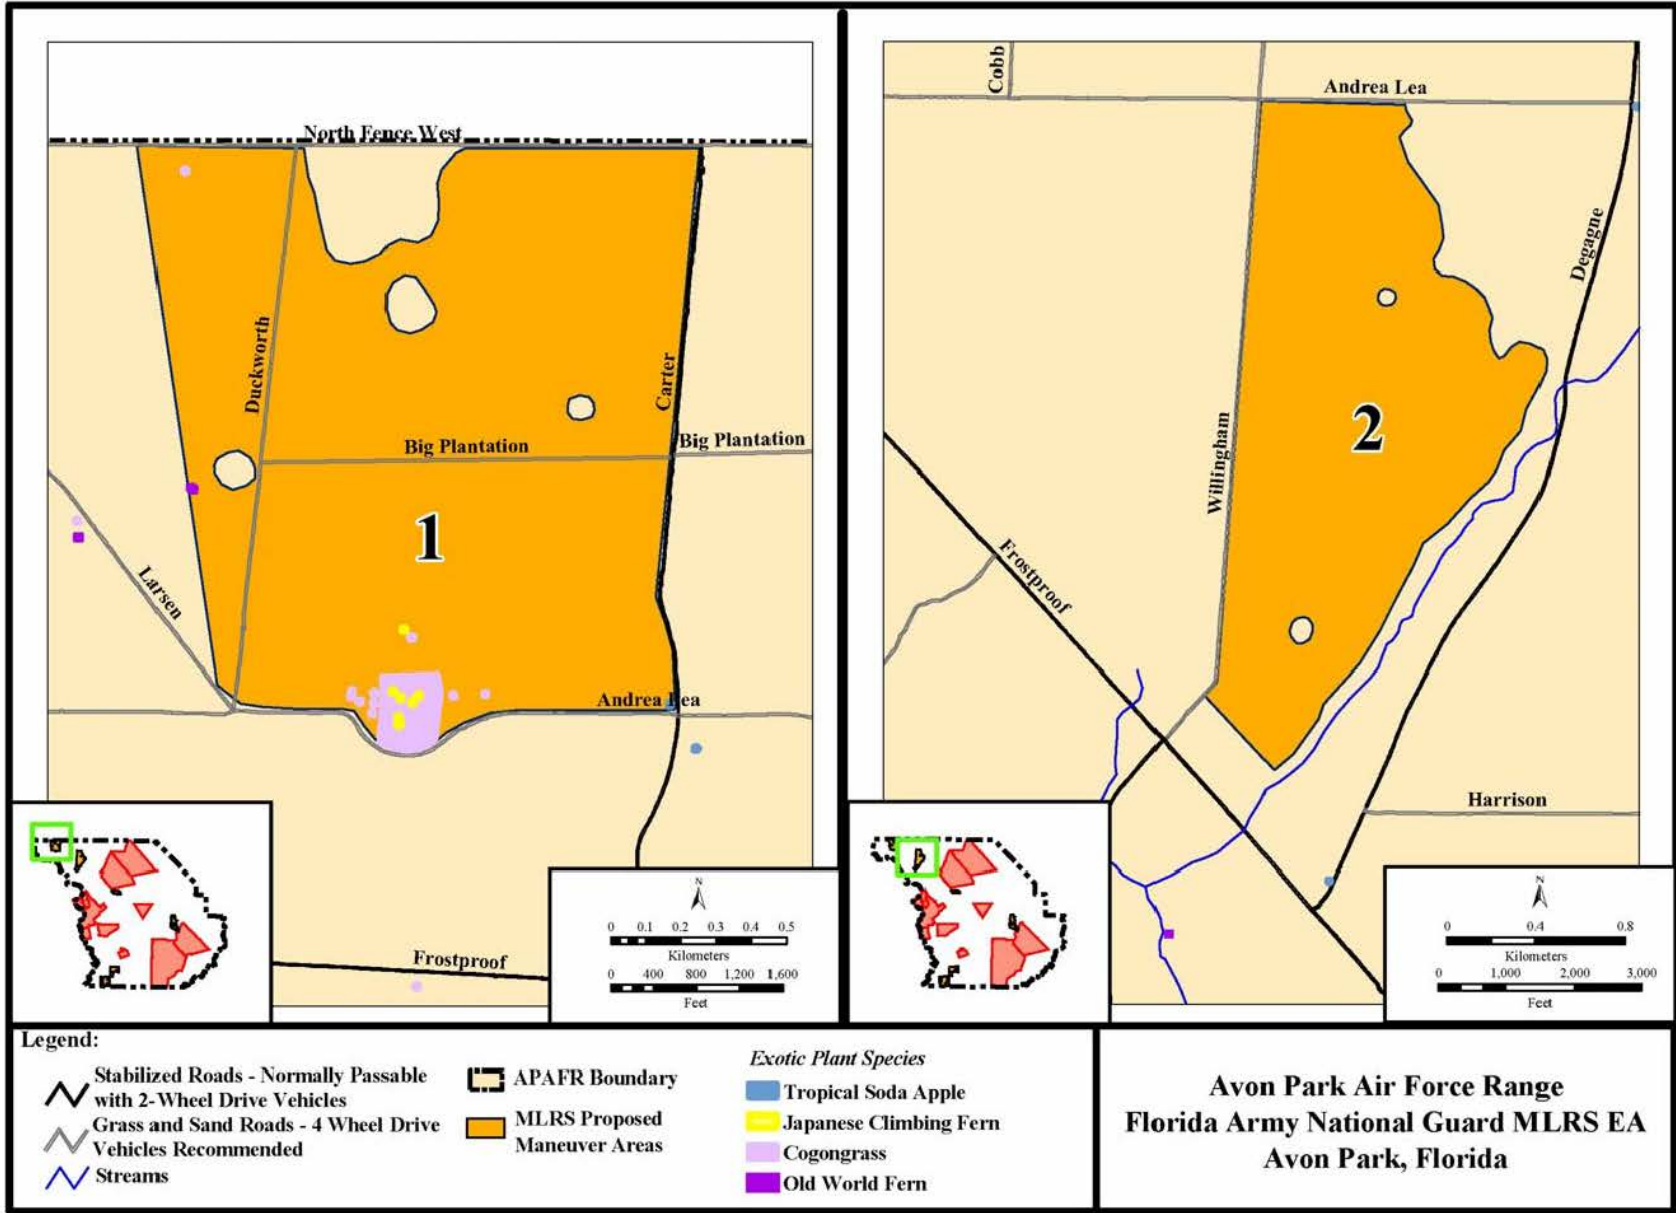 North Fence West
Duckworth
Carter
Big Plantation
Big Plantation
1
Larsen
Andrea Lea
Frostproof
N
0 0.1 0.2 0.3 0.4 0.5
Kilometers
0 400 800 1,200 1,600
Feet
Cobb
Andrea Lea
Degagne
Willingham
2
Frostproof
Harrison
N
0 0.4 0.8
Kilometers
0 1,000 2,000 3,000
Feet
Legend:
Stabilized Roads - Normally Passable
with 2-Wheel Drive Vehicles
Grass and Sand Roads - 4 Wheel Drive
Vehicles Recommended
Streams
APAFR Boundary
MLRS Proposed
Maneuver Areas
Exotic Plant Species
Tropical Soda Apple
Japanese Climbing Fern
Cogongrass
Old World Fern
Avon Park Air Force Range
Florida Army National Guard MLRS EA
Avon Park, Florida